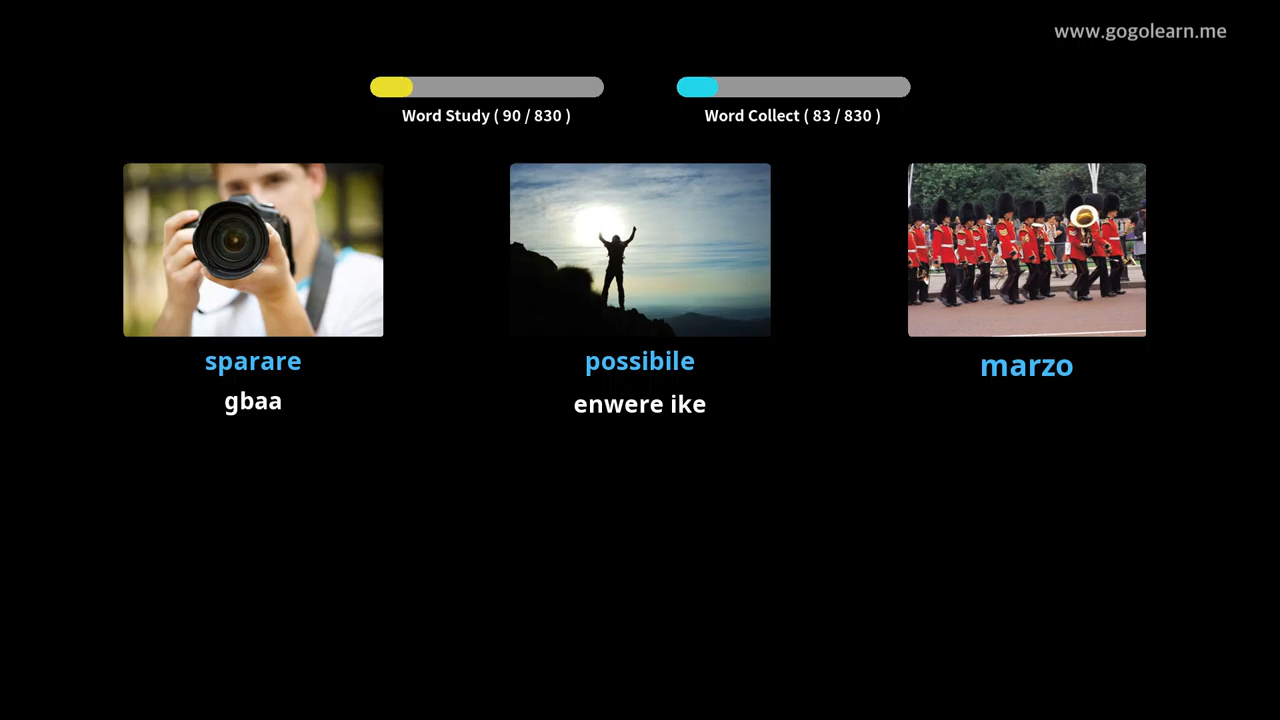 www.gogolearn.me
Word Study ( 90 / 830 )
Word Collect ( 83 / 830 )
sparare
possibile
marzo
gbaa
enwere ike